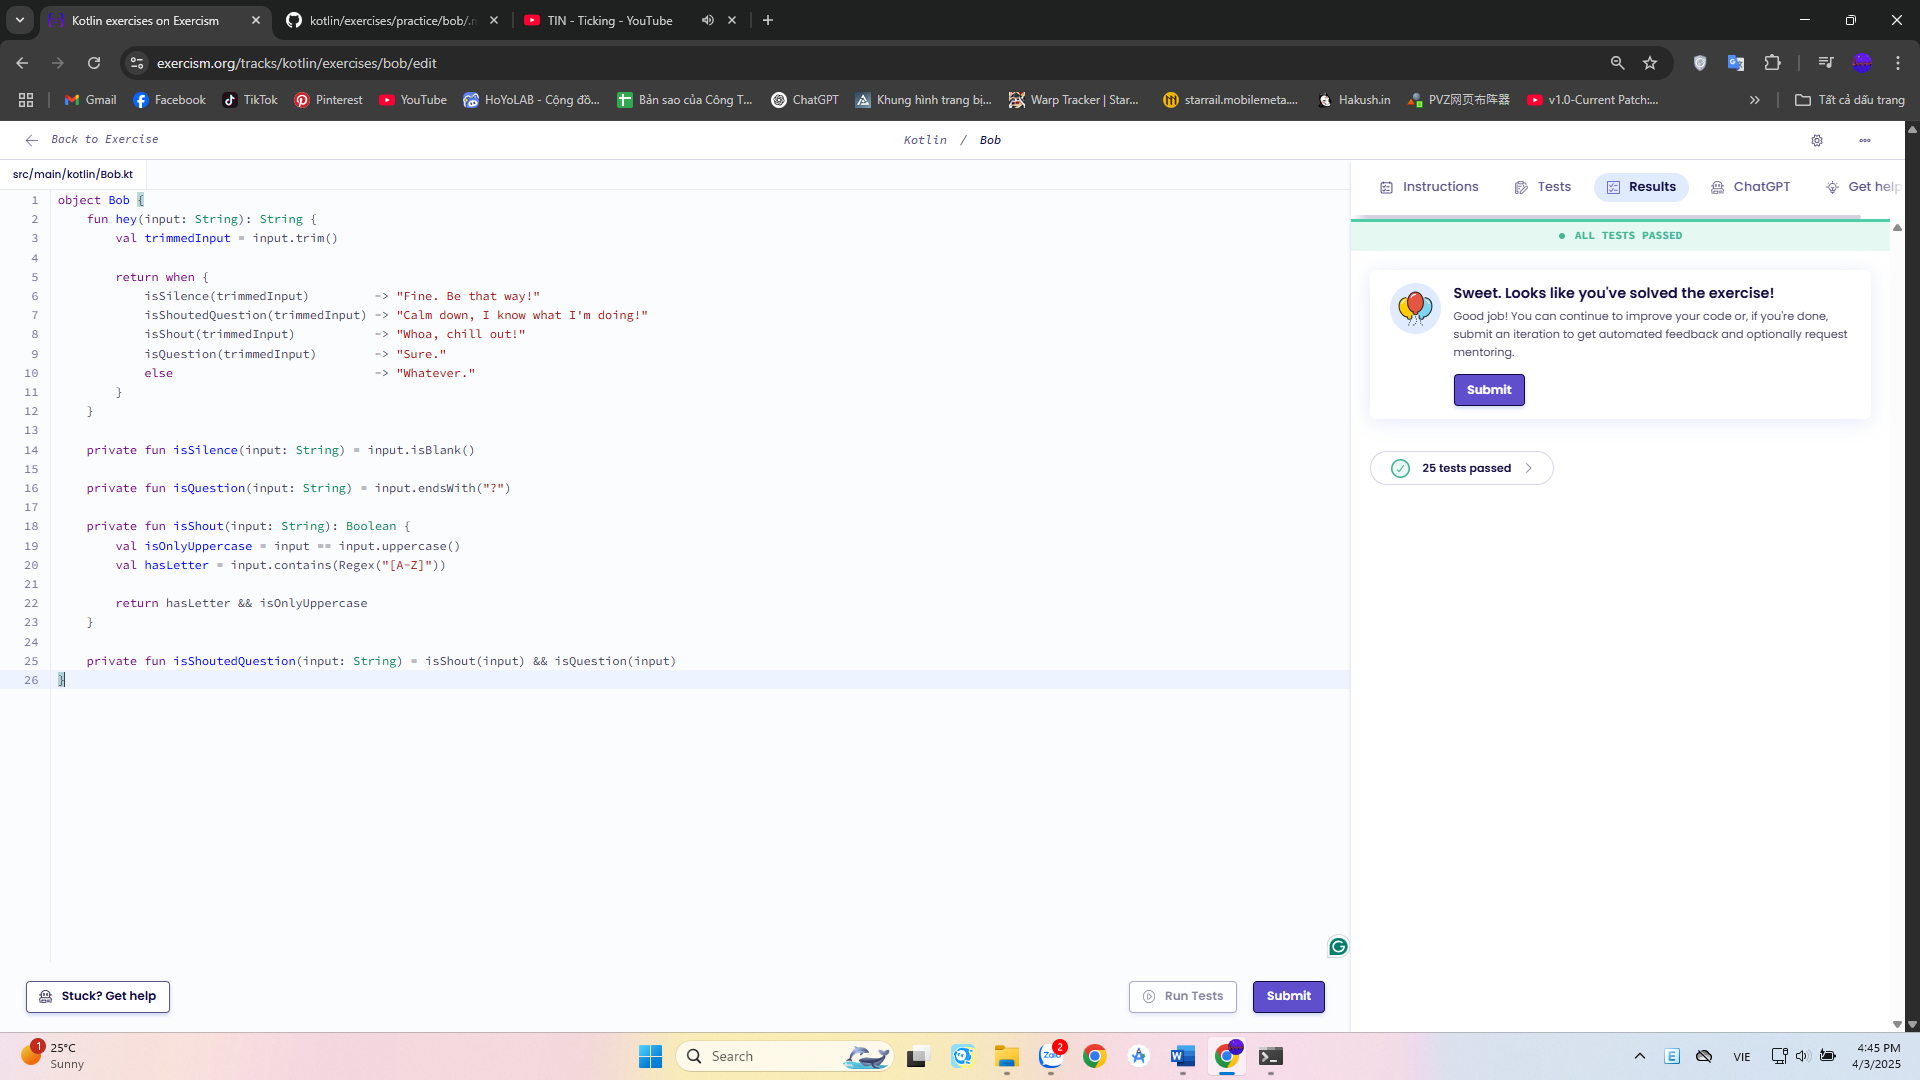 Kotlin exercises on Exercism
kotlin/exercises/practice/bob/.m
TIN - Ticking - YouTube
exercism.org/tracks/kotlin/exercises/bob/edit
Gmail
Facebook
TikTok
Pinterest
YouTube
HoYoLAB - Cộng đồ...
Bản sao của Công T...
ChatGPT
Khung hình trang bị...
Warp Tracker | Star...
starrail.mobilemeta....
Hakush.in
PVZ网页布阵器
v1.0-Current Patch:...
Tất cả dấu trang
Back to Exercise
Kotlin / Bob
src/main/kotlin/Bob.kt
1 object Bob {
2 fun hey(input: String): String {
3 val trimmedInput = input.trim()
4
5 return when {
6 isSilence(trimmedInput) -> "Fine. Be that way!"
7 isShoutedQuestion(trimmedInput) -> "Calm down, I know what I'm doing!"
8 isShout(trimmedInput) -> "Whoa, chill out!"
9 isQuestion(trimmedInput) -> "Sure."
10 else -> "Whatever."
11 }
12 }
13
14 private fun isSilence(input: String) = input.isBlank()
15
16 private fun isQuestion(input: String) = input.endsWith("?")
17
18 private fun isShout(input: String): Boolean {
19 val isOnlyUppercase = input == input.uppercase()
20 val hasLetter = input.contains(Regex("[A-Z]"))
21
22 return hasLetter && isOnlyUppercase
23 }
24
25 private fun isShoutedQuestion(input: String) = isShout(input) && isQuestion(input)
26 }
Instructions
Tests
Results
ChatGPT
Get help
ALL TESTS PASSED
Sweet. Looks like you've solved the exercise!
Good job! You can continue to improve your code or, if you're done,
submit an iteration to get automated feedback and optionally request
mentoring.
Submit
25 tests passed
Stuck? Get help
Run Tests
Submit
1
25°C
Sunny
Search
Zalo
2
VIE
4:45 PM
4/3/2025